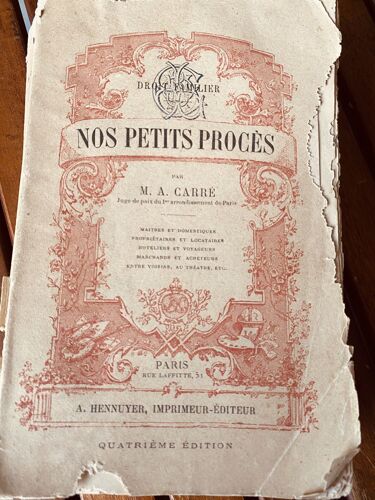 DROIT FAMILIER
NOS PETITS PROCÈS
PAR
M. A. CARRÉ
Juge de paix du 1er arrondissement de Paris
MAITRES ET DOMESTIQUES
PROPRIÉTAIRES ET LOCATAIRES
HOTELIERS ET VOYAGEURS
MARCHANDS ET ACHETEURS
ENTRE VOISINS, AU THÉATRE, ETC.
PARIS
RUE LAFFITTE, 51
A. HENNUYER, IMPRIMEUR-ÉDITEUR
QUATRIÈME ÉDITION